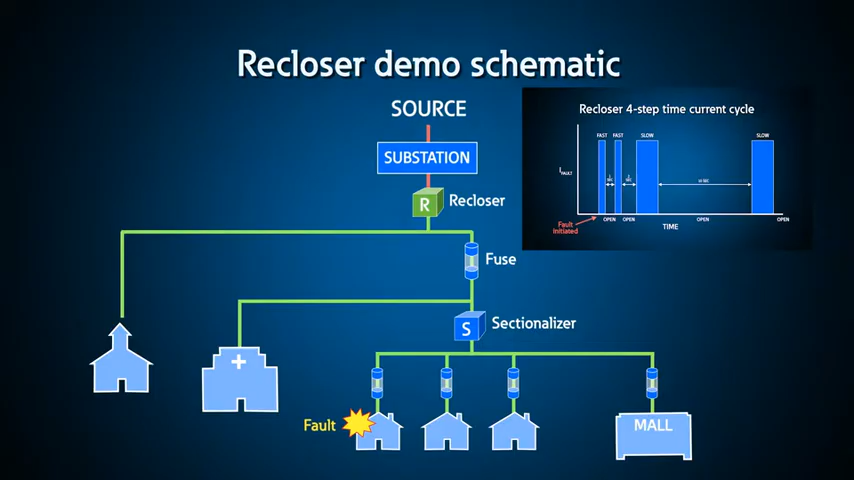 Recloser demo schematic
SOURCE
SUBSTATION
R
Recloser
Fuse
S
Sectionalizer
Fault
MALL
Recloser 4-step time current cycle
FAST
FAST
SLOW
SLOW
I FAULT
Fault
Initiated
OPEN
OPEN
OPEN
OPEN
TIME